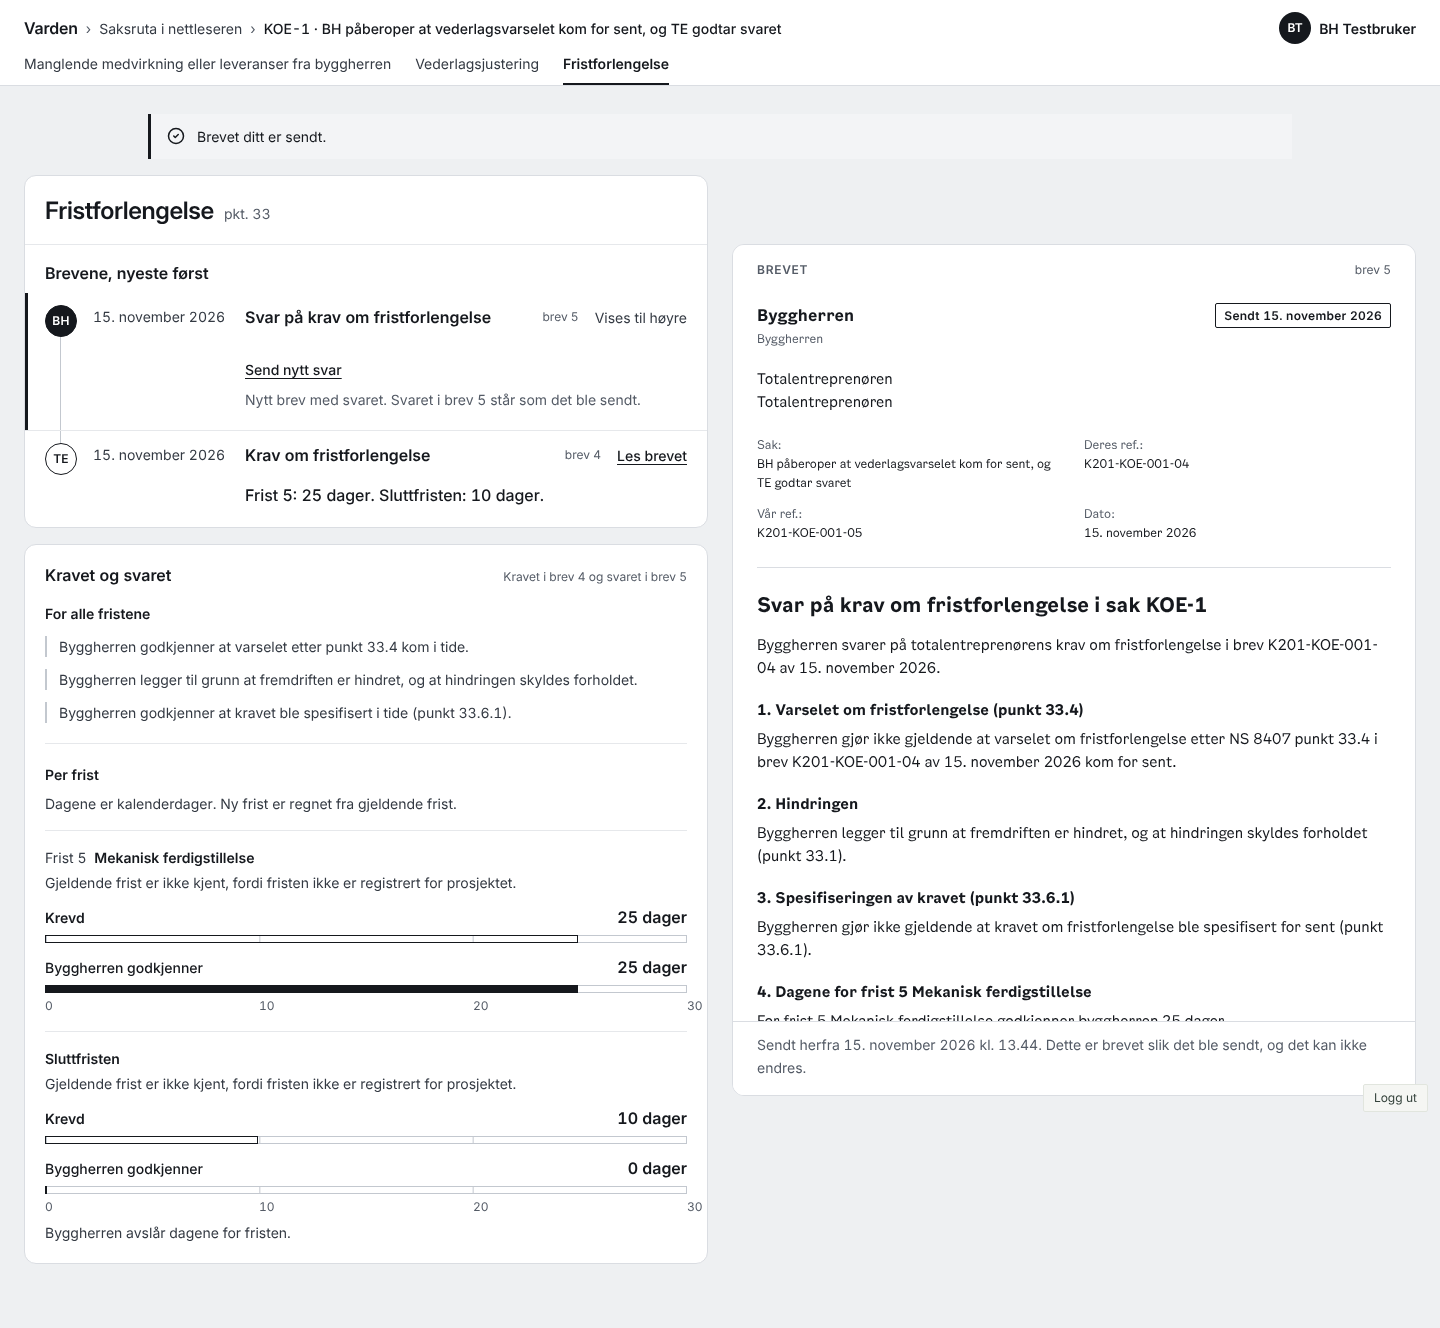 Varden › Saksruta i nettleseren › KOE-1 · BH påberoper at vederlagsvarselet kom for sent, og TE godtar svaret
BT BH Testbruker
Manglende medvirkning eller leveranser fra byggherren Vederlagsjustering Fristforlengelse
Brevet ditt er sendt.
Fristforlengelse pkt. 33
Brevene, nyeste først
BH 15. november 2026 Svar på krav om fristforlengelse brev 5 Vises til høyre
Send nytt svar
Nytt brev med svaret. Svaret i brev 5 står som det ble sendt.
TE 15. november 2026 Krav om fristforlengelse brev 4 Les brevet
Frist 5: 25 dager. Sluttfristen: 10 dager.
Kravet og svaret Kravet i brev 4 og svaret i brev 5
For alle fristene
Byggherren godkjenner at varselet etter punkt 33.4 kom i tide.
Byggherren legger til grunn at fremdriften er hindret, og at hindringen skyldes forholdet.
Byggherren godkjenner at kravet ble spesifisert i tide (punkt 33.6.1).
Per frist
Dagene er kalenderdager. Ny frist er regnet fra gjeldende frist.
Frist 5 Mekanisk ferdigstillelse
Gjeldende frist er ikke kjent, fordi fristen ikke er registrert for prosjektet.
Krevd 25 dager
Byggherren godkjenner 25 dager
0 10 20 30
Sluttfristen
Gjeldende frist er ikke kjent, fordi fristen ikke er registrert for prosjektet.
Krevd 10 dager
Byggherren godkjenner 0 dager
0 10 20 30
Byggherren avslår dagene for fristen.
BREVET brev 5
Byggherren Sendt 15. november 2026
Byggherren
Totalentreprenøren
Totalentreprenøren
Sak: Deres ref.:
BH påberoper at vederlagsvarselet kom for sent, og K201-KOE-001-04
TE godtar svaret
Vår ref.: Dato:
K201-KOE-001-05 15. november 2026
Svar på krav om fristforlengelse i sak KOE-1
Byggherren svarer på totalentreprenørens krav om fristforlengelse i brev K201-KOE-001-
04 av 15. november 2026.
1. Varselet om fristforlengelse (punkt 33.4)
Byggherren gjør ikke gjeldende at varselet om fristforlengelse etter NS 8407 punkt 33.4 i
brev K201-KOE-001-04 av 15. november 2026 kom for sent.
2. Hindringen
Byggherren legger til grunn at fremdriften er hindret, og at hindringen skyldes forholdet
(punkt 33.1).
3. Spesifiseringen av kravet (punkt 33.6.1)
Byggherren gjør ikke gjeldende at kravet om fristforlengelse ble spesifisert for sent (punkt
33.6.1).
4. Dagene for frist 5 Mekanisk ferdigstillelse
For frist 5 Mekanisk ferdigstillelse godkjenner byggherren 25 dager.
Sendt herfra 15. november 2026 kl. 13.44. Dette er brevet slik det ble sendt, og det kan ikke
endres.
Logg ut